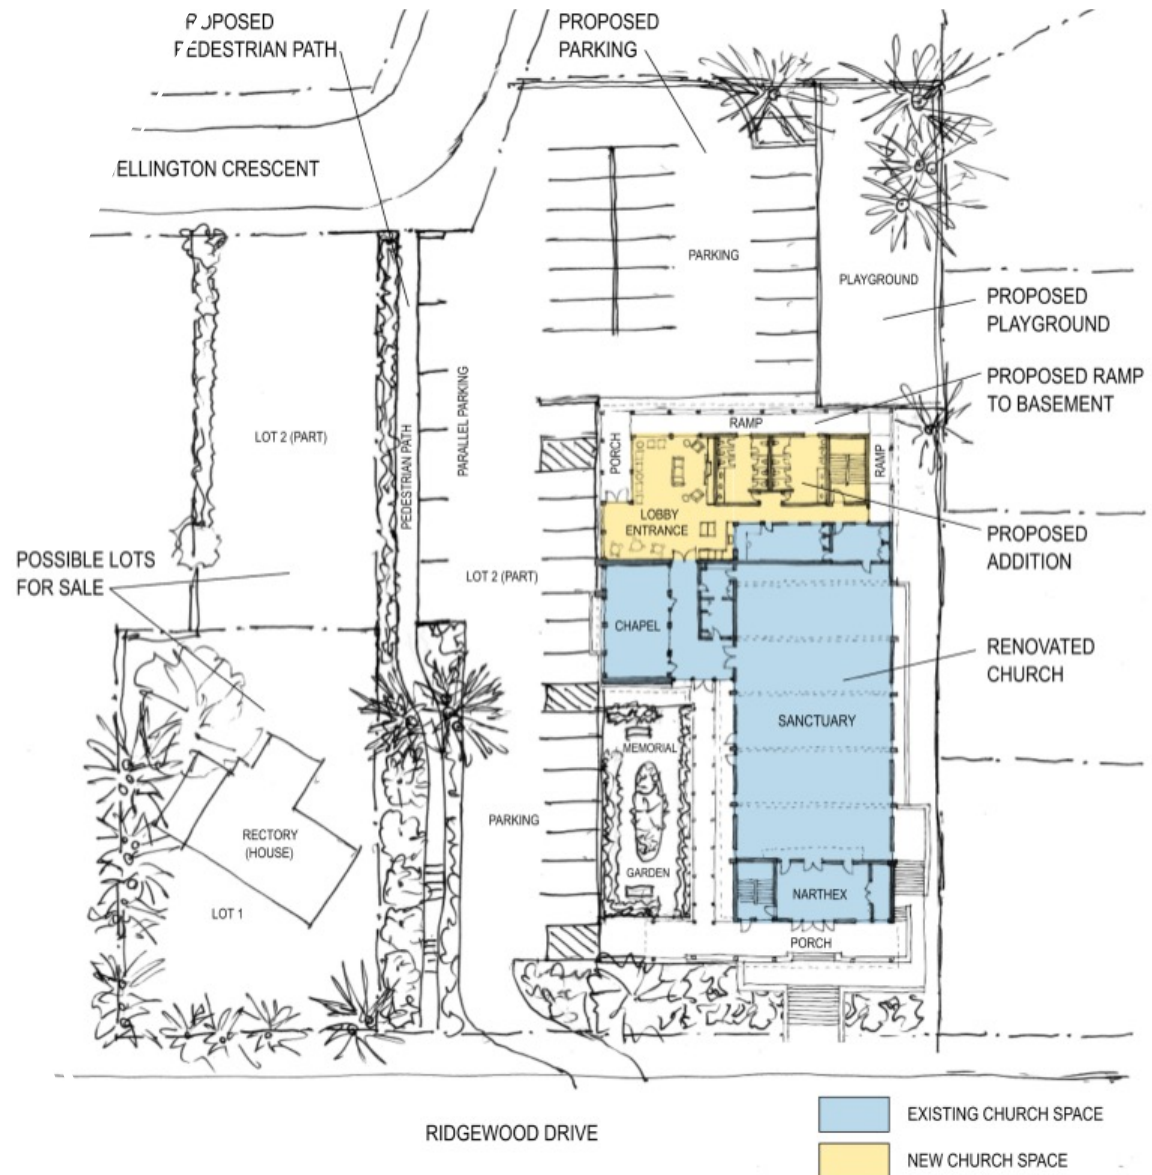 PROPOSED
PEDESTRIAN PATH
PROPOSED
PARKING
ELLINGTON CRESCENT
PARKING
PLAYGROUND
PROPOSED
PLAYGROUND
PROPOSED RAMP
TO BASEMENT
RAMP
PORCH
RAMP
LOT 2 (PART)
PEDESTRIAN PATH
PARALLEL PARKING
LOBBY
ENTRANCE
PROPOSED
ADDITION
POSSIBLE LOTS
FOR SALE
LOT 2 (PART)
CHAPEL
RENOVATED
CHURCH
SANCTUARY
MEMORIAL
GARDEN
PARKING
RECTORY
(HOUSE)
LOT 1
NARTHEX
PORCH
RIDGEWOOD DRIVE
EXISTING CHURCH SPACE
NEW CHURCH SPACE